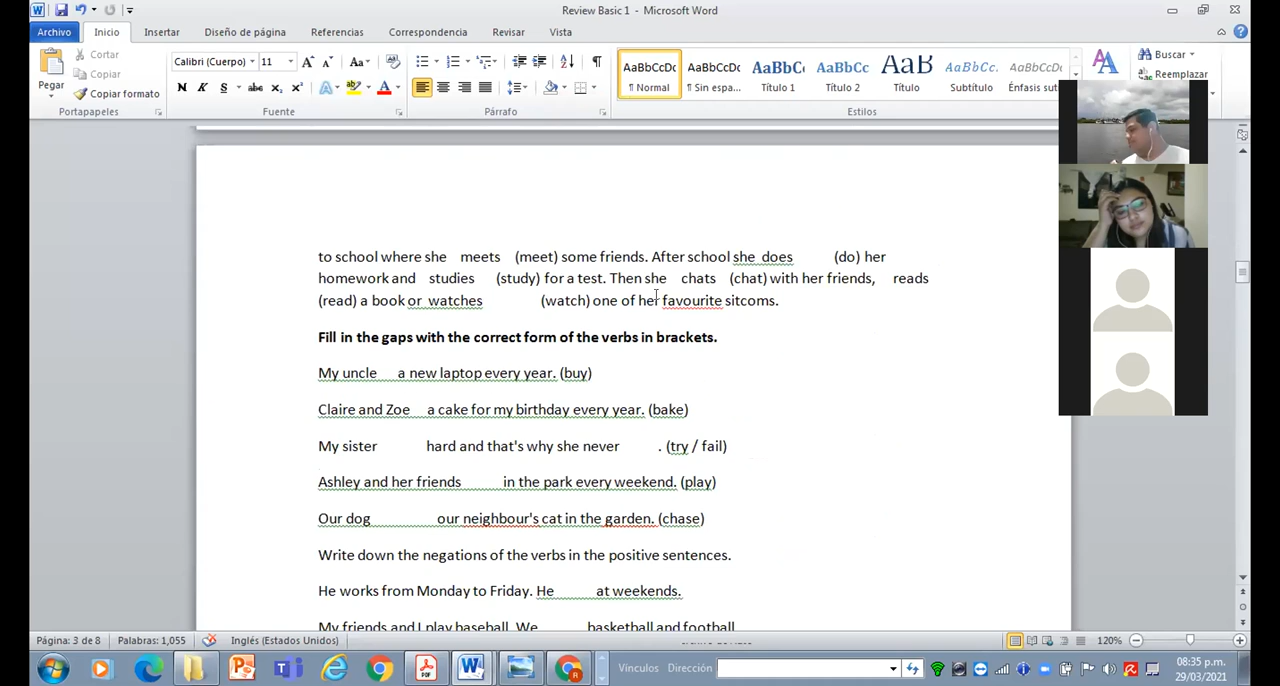 Review Basic 1 - Microsoft Word
Archivo Inicio Insertar Diseño de página Referencias Correspondencia Revisar Vista
Pegar
Cortar
Copiar
Copiar formato
Portapapeles
Calibri (Cuerpo) 11
Fuente
Párrafo
AaBbCcDc AaBbCcDc AaBbC AaBbCc AaB AaBbCc. AaBbCcDc
¶ Normal ¶ Sin espa... Título 1 Título 2 Título Subtítulo Énfasis sut
Estilos
Buscar
Reemplazar
to school where she meets (meet) some friends. After school she does (do) her
homework and studies (study) for a test. Then she chats (chat) with her friends, reads
(read) a book or watches (watch) one of her favourite sitcoms.
Fill in the gaps with the correct form of the verbs in brackets.
My uncle a new laptop every year. (buy)
Claire and Zoe a cake for my birthday every year. (bake)
My sister hard and that's why she never . (try / fail)
Ashley and her friends in the park every weekend. (play)
Our dog our neighbour's cat in the garden. (chase)
Write down the negations of the verbs in the positive sentences.
He works from Monday to Friday. He at weekends.
My friends and I play baseball. We basketball and football
Página: 3 de 8 Palabras: 1,055 Inglés (Estados Unidos) 120%
Vínculos Dirección
08:35 p.m.
29/03/2021